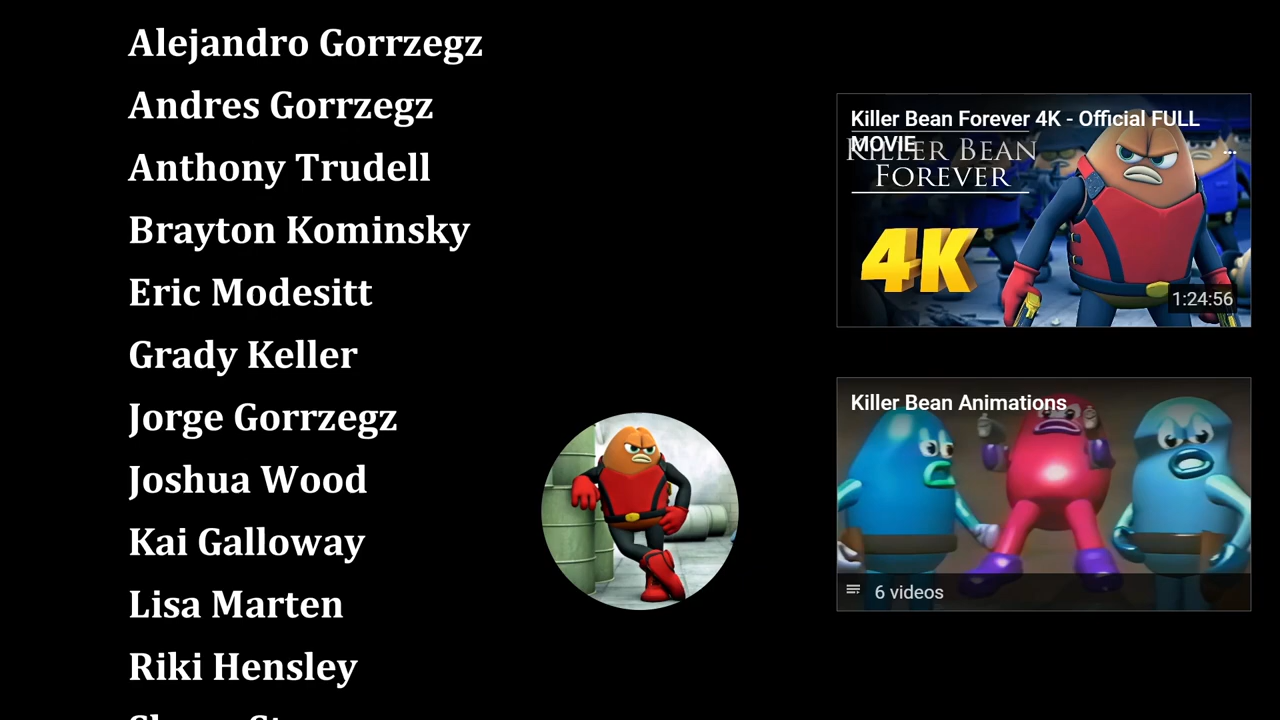 Alejandro Gorrzegz
Andres Gorrzegz
Anthony Trudell
Brayton Kominsky
Eric Modesitt
Grady Keller
Jorge Gorrzegz
Joshua Wood
Kai Galloway
Lisa Marten
Riki Hensley
Killer Bean Forever 4K - Official FULL
MOVIE
KILLER BEAN
FOREVER
4K
1:24:56
Killer Bean Animations
6 videos